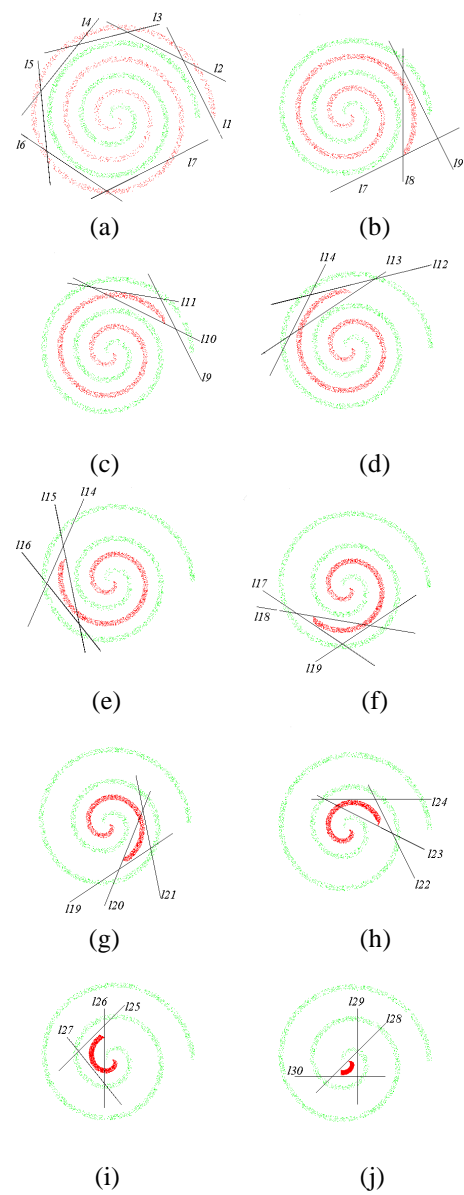 l4 l3
l5 l2
l6 l7 l1
l7 l8 l9
(a) (b)
l14 l13 l12
l11
l10
l9
(c) (d)
l15 l14
l16
l17
l18
l19
(e) (f)
l24
l23
l19 l20 l21 l22
(g) (h)
l26 l25 l29
l27 l28
l30
(i) (j)